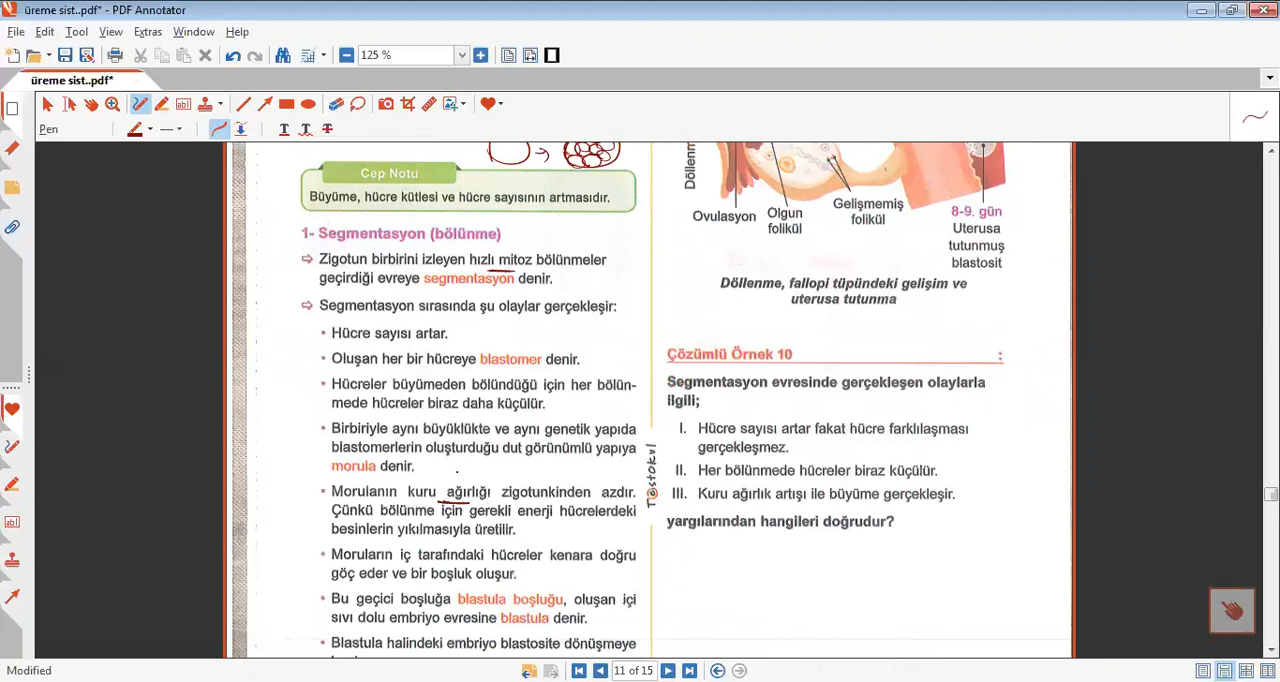 üreme sist..pdf* - PDF Annotator
File Edit Tool View Extras Window Help
125 %
üreme sist..pdf*
Pen
Cep Notu
Büyüme, hücre kütlesi ve hücre sayısının artmasıdır.
1- Segmentasyon (bölünme)
⇨ Zigotun birbirini izleyen hızlı mitoz bölünmeler
geçirdiği evreye segmentasyon denir.
⇨ Segmentasyon sırasında şu olaylar gerçekleşir:
• Hücre sayısı artar.
• Oluşan her bir hücreye blastomer denir.
• Hücreler büyümeden bölündüğü için her bölün-
mede hücreler biraz daha küçülür.
• Birbiriyle aynı büyüklükte ve aynı genetik yapıda
blastomerlerin oluşturduğu dut görünümlü yapıya
morula denir.
• Morulanın kuru ağırlığı zigotunkinden azdır.
Çünkü bölünme için gerekli enerji hücrelerdeki
besinlerin yıkılmasıyla üretilir.
• Moruların iç tarafındaki hücreler kenara doğru
göç eder ve bir boşluk oluşur.
• Bu geçici boşluğa blastula boşluğu, oluşan içi
sıvı dolu embriyo evresine blastula denir.
• Blastula halindeki embriyo blastosite dönüşmeye
Testokul
Döllenm
Ovulasyon
Olgun
folikül
Gelişmemiş
folikül
8-9. gün
Uterusa
tutunmuş
blastosit
Döllenme, fallopi tüpündeki gelişim ve
uterusa tutunma
Çözümlü Örnek 10 :
Segmentasyon evresinde gerçekleşen olaylarla
ilgili;
I. Hücre sayısı artar fakat hücre farklılaşması
gerçekleşmez.
II. Her bölünmede hücreler biraz küçülür.
III. Kuru ağırlık artışı ile büyüme gerçekleşir.
yargılarından hangileri doğrudur?
Modified
11 of 15